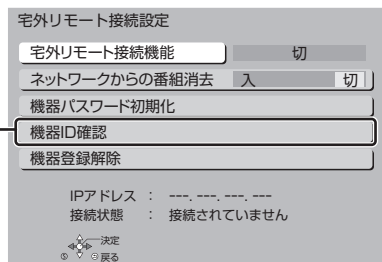 宅外リモート接続設定
宅外リモート接続機能 切
ネットワークからの番組消去 入 切
機器パスワード初期化
機器ID確認
機器登録解除
IPアドレス : ---. ---. ---. ---
接続状態 : 接続されていません
決定
S 戻る